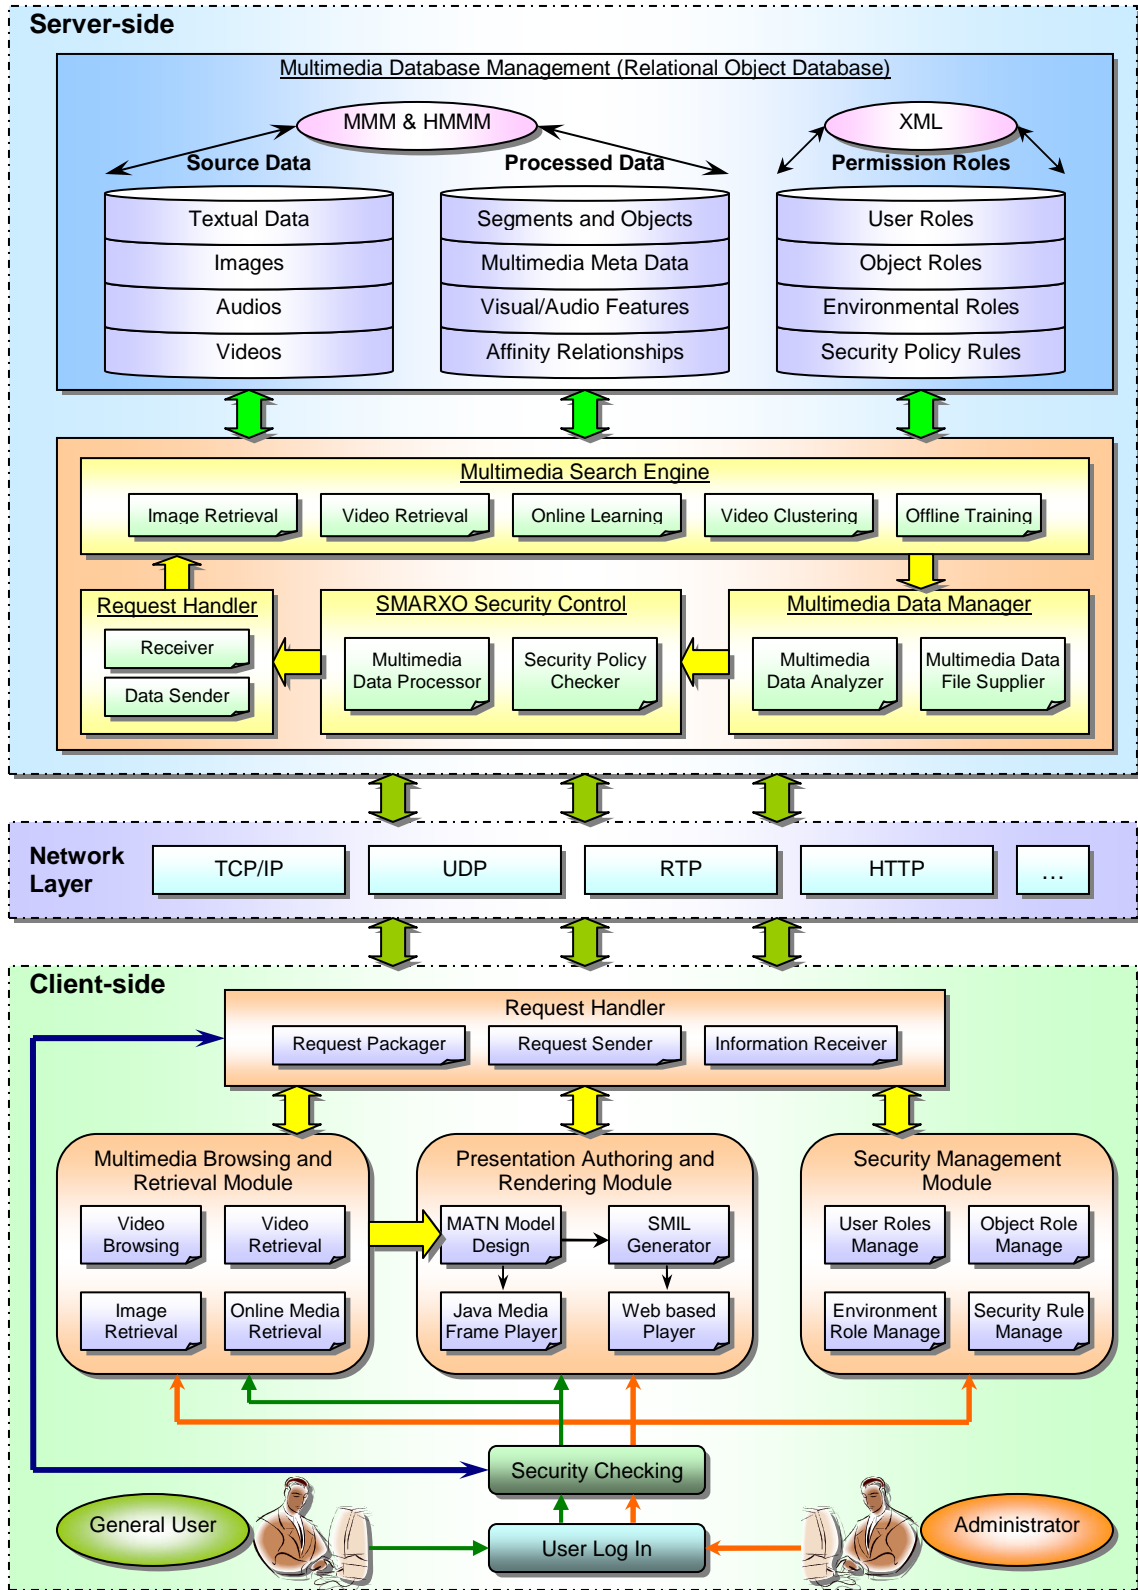 Server-side
Multimedia Database Management (Relational Object Database)
MMM & HMMM
XML
Source Data
Processed Data
Permission Roles
Textual Data
Images
Audios
Videos
Segments and Objects
Multimedia Meta Data
Visual/Audio Features
Affinity Relationships
User Roles
Object Roles
Environmental Roles
Security Policy Rules
Multimedia Search Engine
Image Retrieval
Video Retrieval
Online Learning
Video Clustering
Offline Training
Request Handler
Receiver
Data Sender
SMARXO Security Control
Multimedia
Data Processor
Security Policy
Checker
Multimedia Data Manager
Multimedia
Data Analyzer
Multimedia Data
File Supplier
Network
Layer
TCP/IP
UDP
RTP
HTTP
...
Client-side
Request Handler
Request Packager
Request Sender
Information Receiver
Multimedia Browsing and
Retrieval Module
Video
Browsing
Video
Retrieval
Image
Retrieval
Online Media
Retrieval
Presentation Authoring and
Rendering Module
MATN Model
Design
SMIL
Generator
Java Media
Frame Player
Web based
Player
Security Management
Module
User Roles
Manage
Object Role
Manage
Environment
Role Manage
Security Rule
Manage
Security Checking
General User
User Log In
Administrator